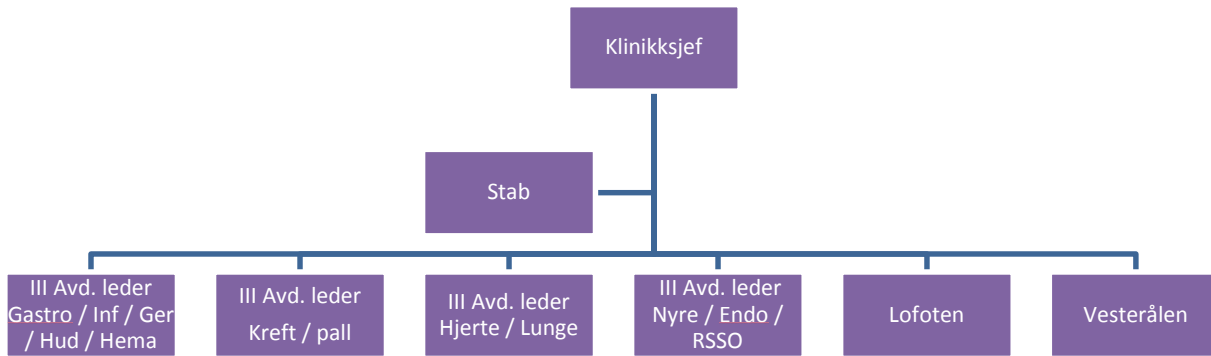 Klinikksjef
Stab
III Avd. leder
Gastro / Inf / Ger
/ Hud / Hema
III Avd. leder
Kreft / pall
III Avd. leder
Hjerte / Lunge
III Avd. leder
Nyre / Endo /
RSSO
Lofoten
Vesterålen